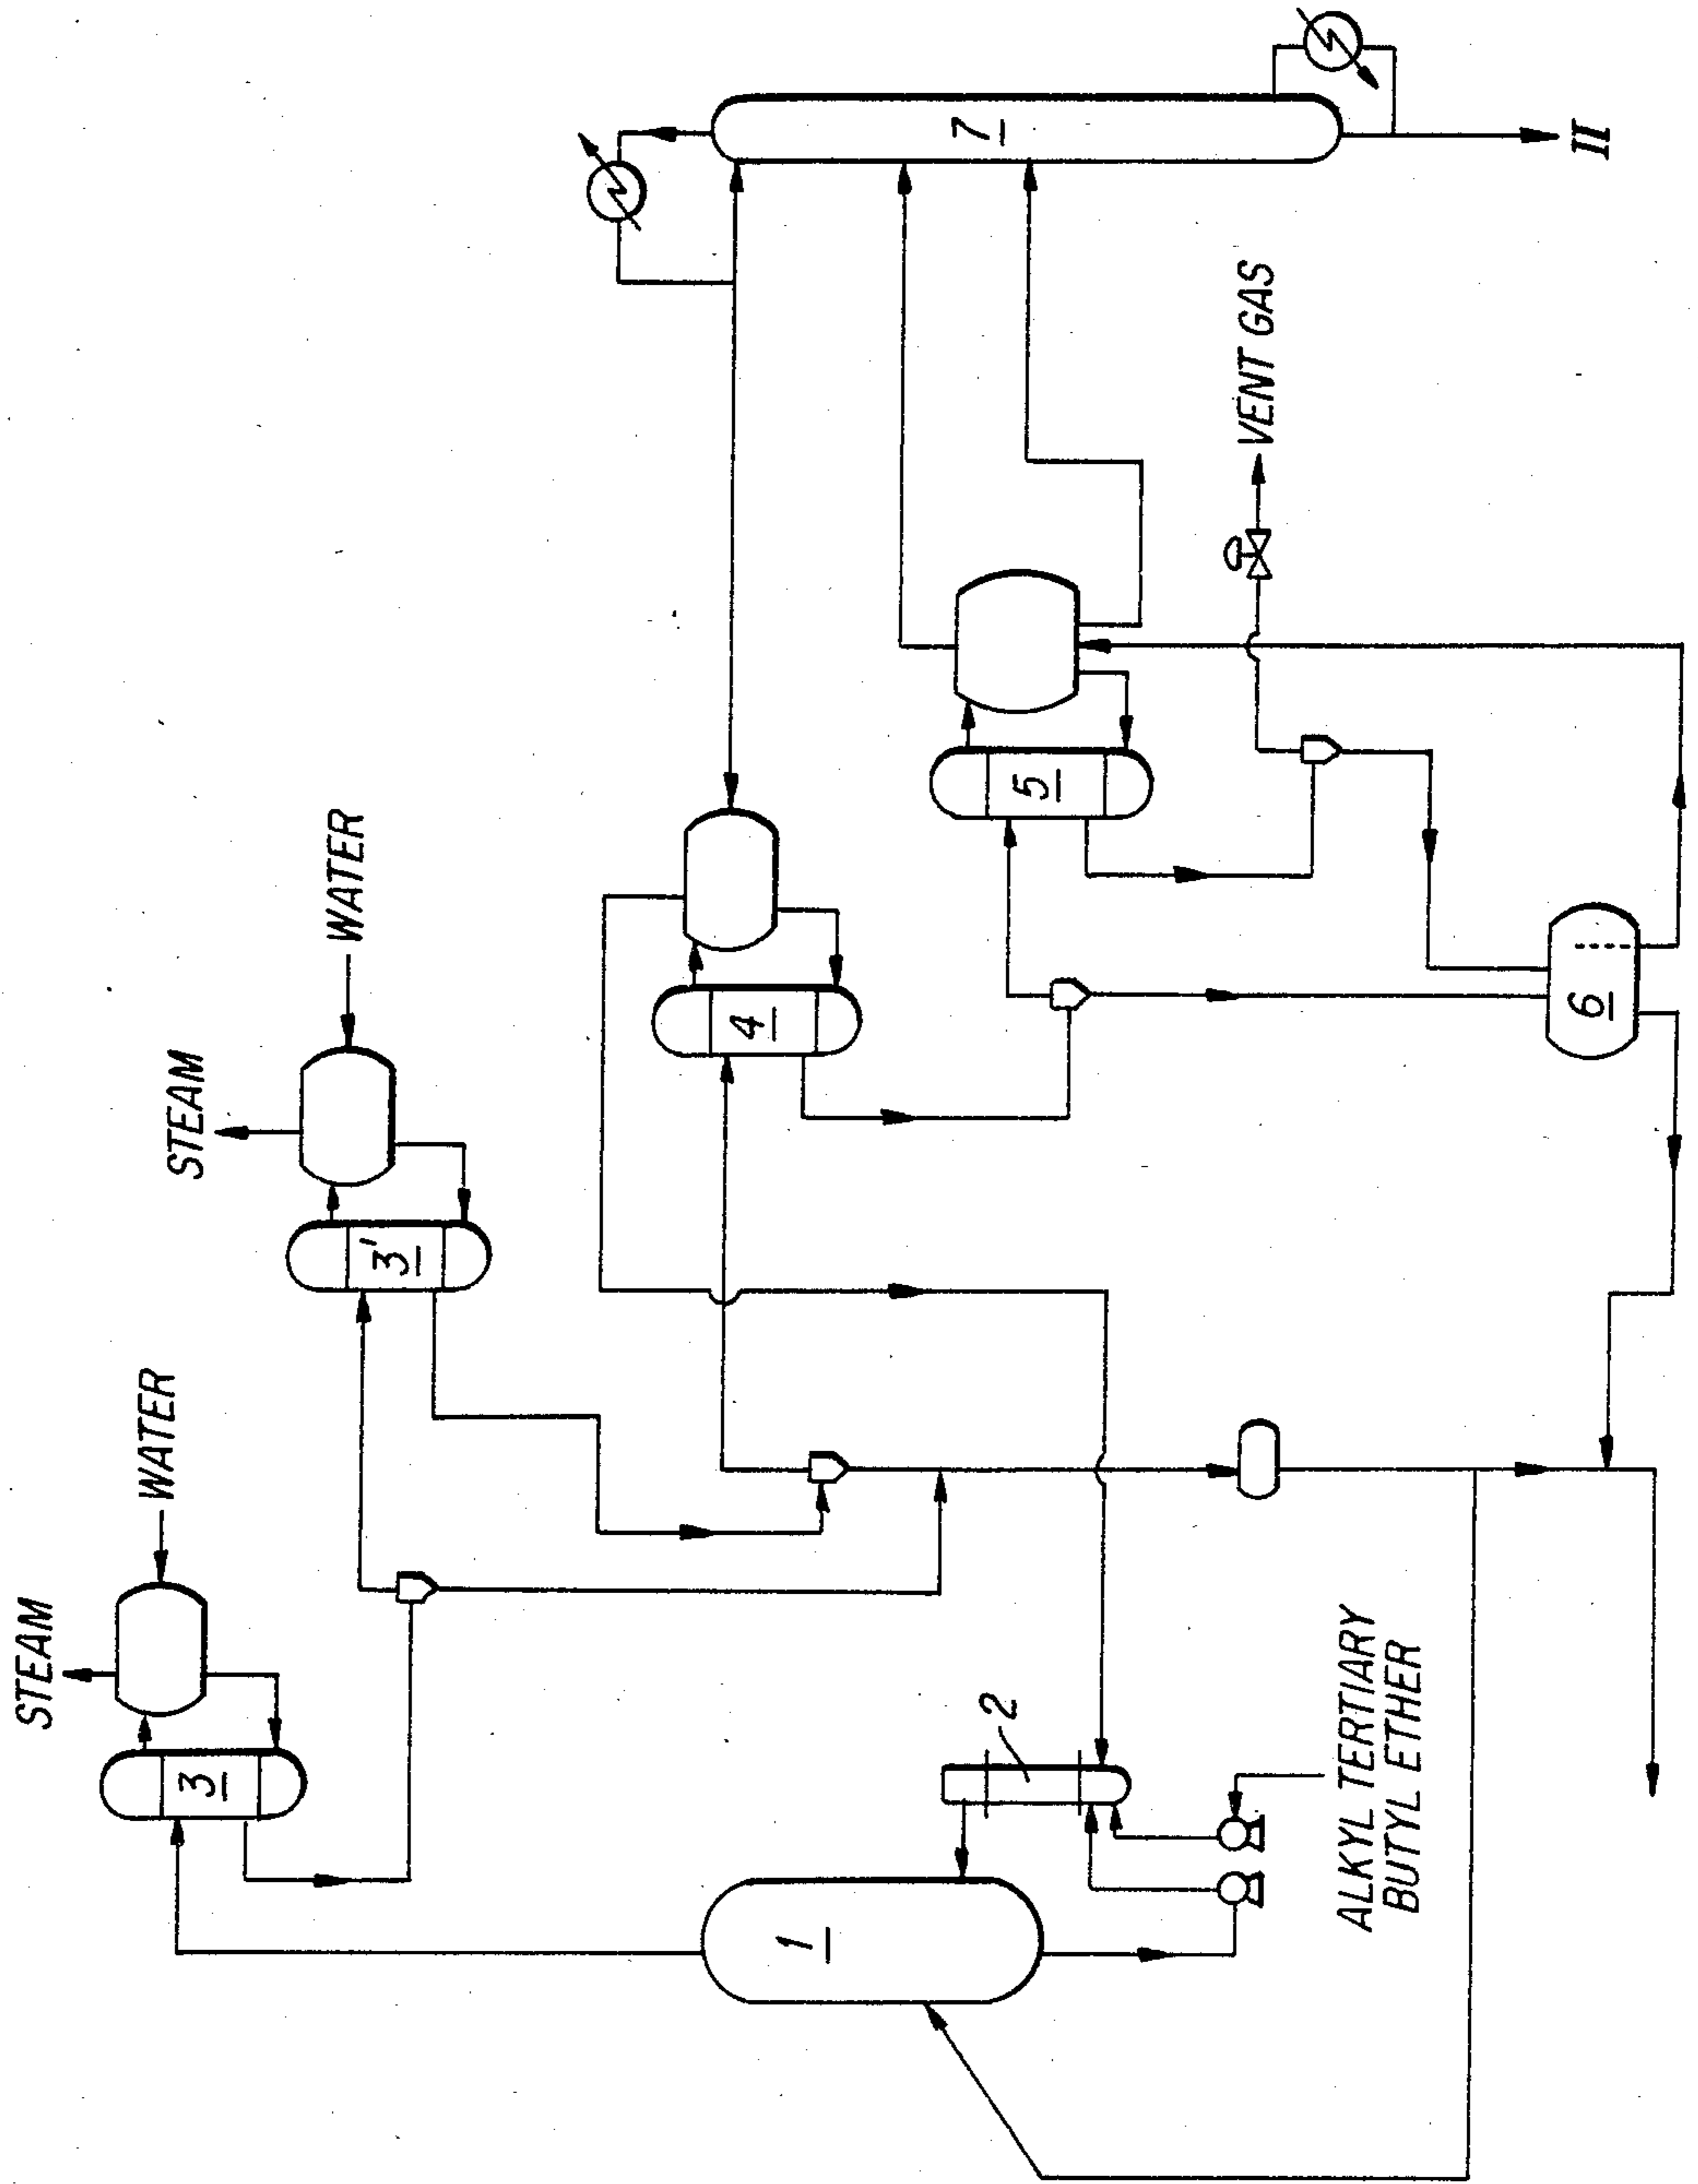 STEAM
WATER
3
STEAM
WATER
3'
4
5
7
II
VENT GAS
6
2
1
ALKYL TERTIARY
BUTYL ETHER